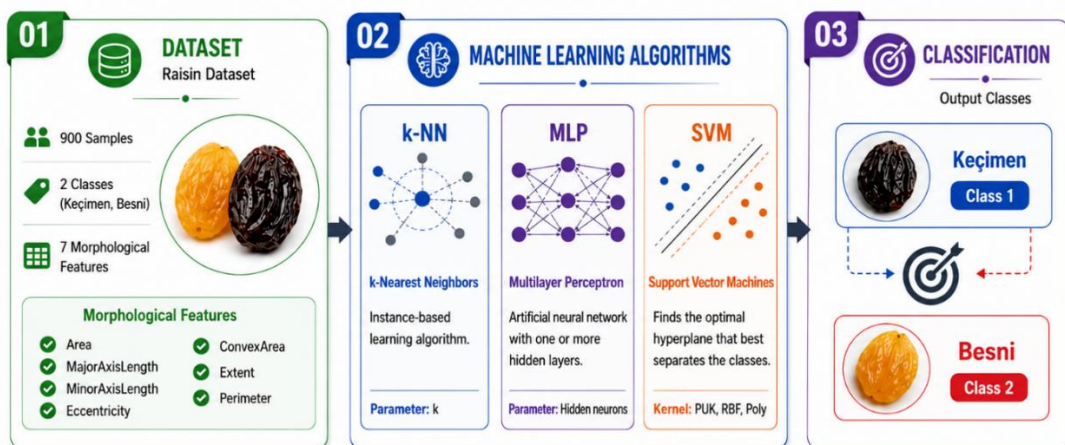 01
DATASET
Raisin Dataset
900 Samples
2 Classes
(Keçimen, Besni)
7 Morphological
Features
Morphological Features
Area
MajorAxisLength
MinorAxisLength
Eccentricity
ConvexArea
Extent
Perimeter
02
MACHINE LEARNING ALGORITHMS
k-NN
k-Nearest Neighbors
Instance-based
learning algorithm.
Parameter: k
MLP
Multilayer Perceptron
Artificial neural network
with one or more
hidden layers.
Parameter: Hidden neurons
SVM
Support Vector Machines
Finds the optimal
hyperplane that best
separates the classes.
Kernel: PUK, RBF, Poly
03
CLASSIFICATION
Output Classes
Keçimen
Class 1
Besni
Class 2